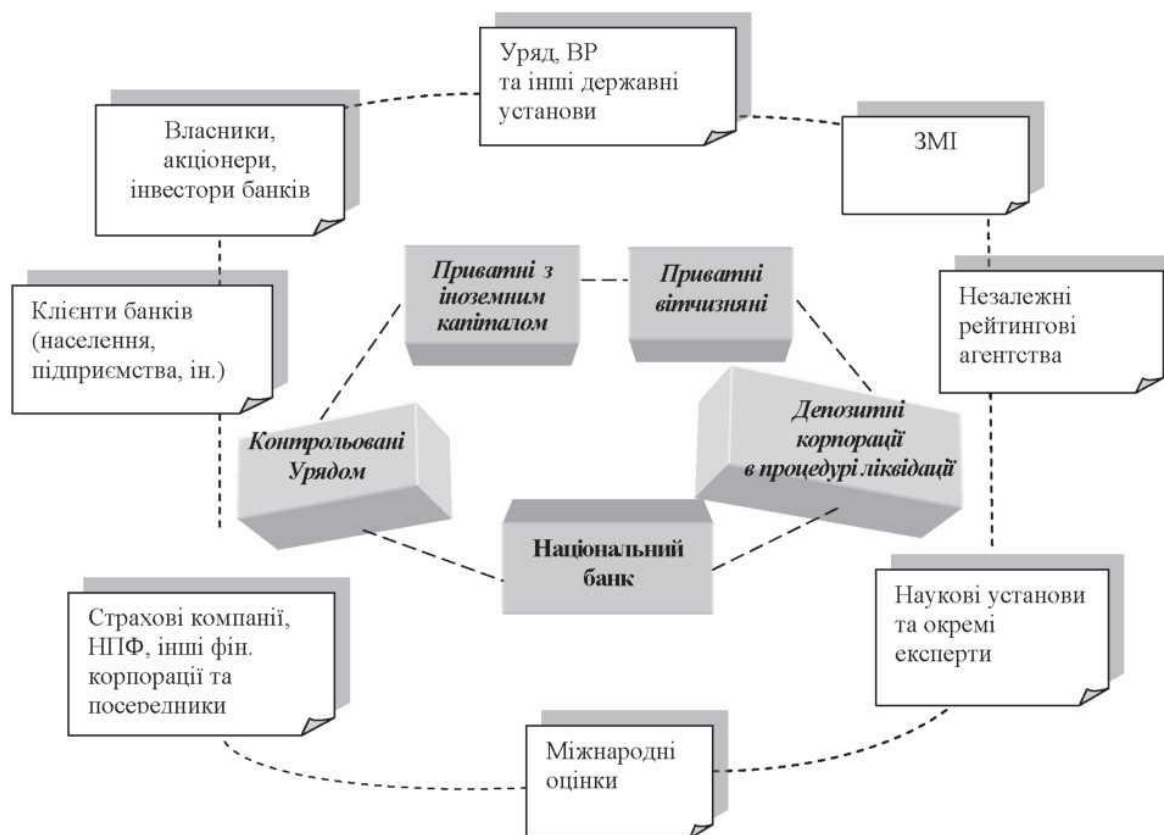 Уряд, ВР
та інші державні
установи
Власники,
акціонери,
інвестори банків
ЗМІ
Приватні з
іноземним
капіталом
Приватні
вітчизняні
Клієнти банків
(населення,
підприємства, ін.)
Незалежні
рейтингові
агентства
Контрольовані
Урядом
Депозитні
корпорації
в процедурі ліквідації
Національний
банк
Страхові компанії,
НПФ, інші фін.
корпорації та
посередники
Наукові установи
та окремі
експерти
Міжнародні
оцінки